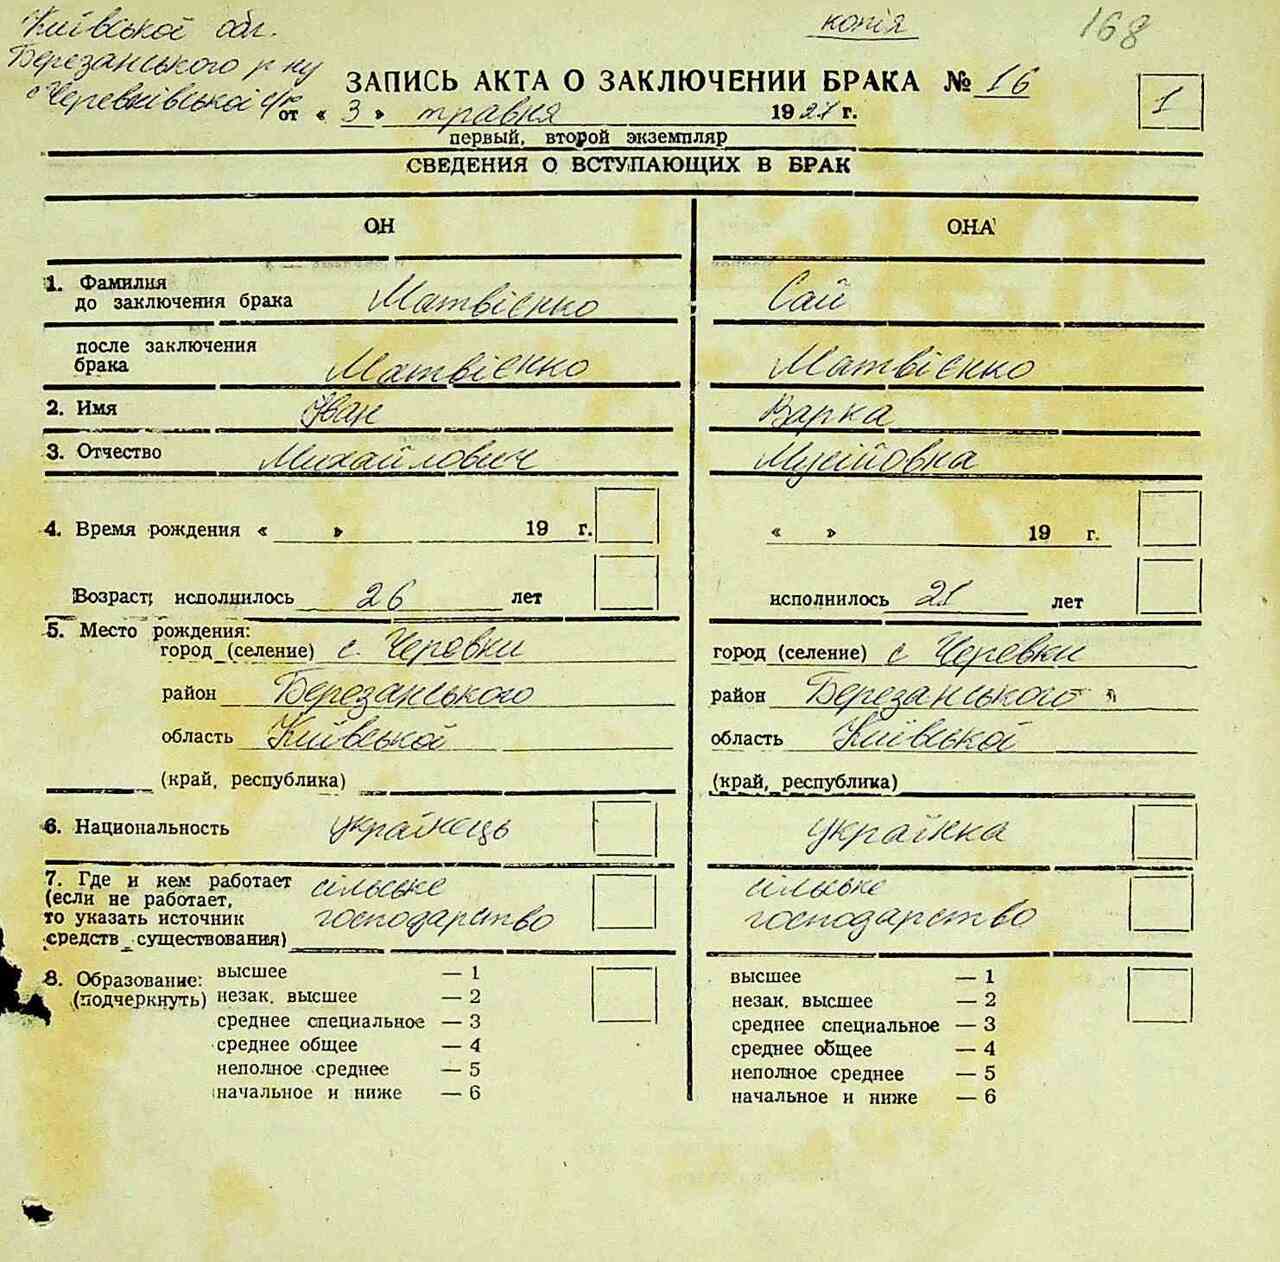 Київської обл.
Березанського р-ну
с. Черевківської с/р
копія
168
ЗАПИСЬ АКТА О ЗАКЛЮЧЕНИИ БРАКА № 16
1
от « 3 » травня 1927 г.
первый, второй экземпляр
СВЕДЕНИЯ О ВСТУПАЮЩИХ В БРАК
ОН ОНА
1. Фамилия
до заключения брака Матвієнко Сай
после заключения
брака Матвієнко Матвієнко
2. Имя Іван Варка
3. Отчество Михайлович Мусіївка
4. Время рождения « » 19 г. « » 19 г.
Возраст; исполнилось 26 лет исполнилось 21 лет
5. Место рождения:
город (селение) с. Черевки город (селение) с Черевки
район Березанського район Березанського
область Київської область Київської
(край, республика) (край, республика)
6. Национальность українець українка
7. Где и кем работает сільське сільське
(если не работает,
то указать источник господарство господарство
средств существования)
8. Образование: высшее — 1 высшее — 1
(подчеркнуть) незак. высшее — 2 незак. высшее — 2
среднее специальное — 3 среднее специальное — 3
среднее общее — 4 среднее общее — 4
неполное среднее — 5 неполное среднее — 5
начальное и ниже — 6 начальное и ниже — 6